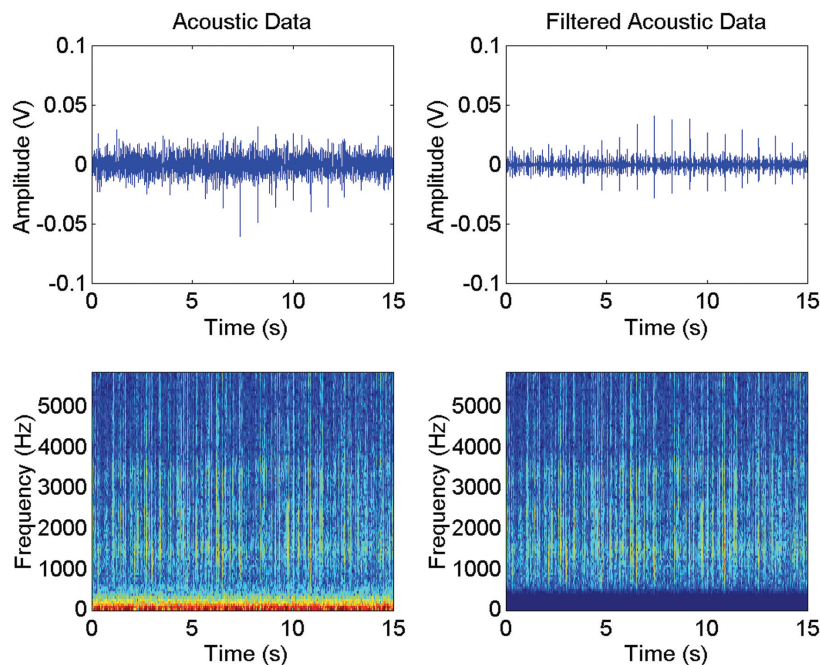 Acoustic Data
Amplitude (V)
0.1
0.05
0
-0.05
-0.1
0 5 10 15
Time (s)
Filtered Acoustic Data
Amplitude (V)
0.1
0.05
0
-0.05
-0.1
0 5 10 15
Time (s)
Frequency (Hz)
5000
4000
3000
2000
1000
0
0 5 10 15
Time (s)
Frequency (Hz)
5000
4000
3000
2000
1000
0
0 5 10 15
Time (s)